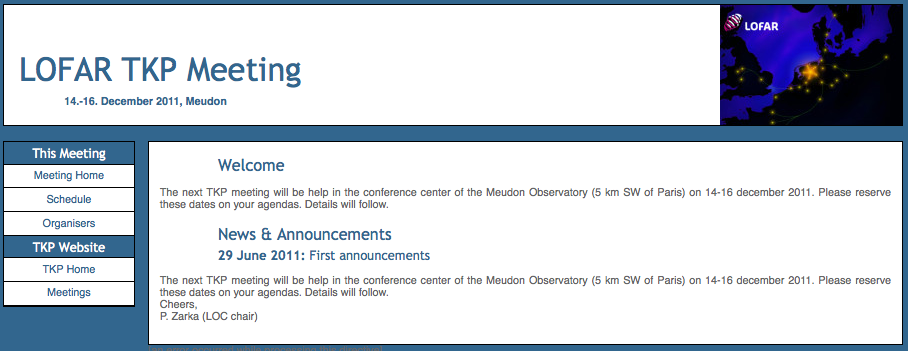 LOFAR
LOFAR TKP Meeting
14.-16. December 2011, Meudon
This Meeting
Meeting Home
Schedule
Organisers
TKP Website
TKP Home
Meetings
Welcome
The next TKP meeting will be help in the conference center of the Meudon Observatory (5 km SW of Paris) on 14-16 december 2011. Please reserve
these dates on your agendas. Details will follow.
News & Announcements
29 June 2011: First announcements
The next TKP meeting will be help in the conference center of the Meudon Observatory (5 km SW of Paris) on 14-16 december 2011. Please reserve
these dates on your agendas. Details will follow.
Cheers,
P. Zarka (LOC chair)